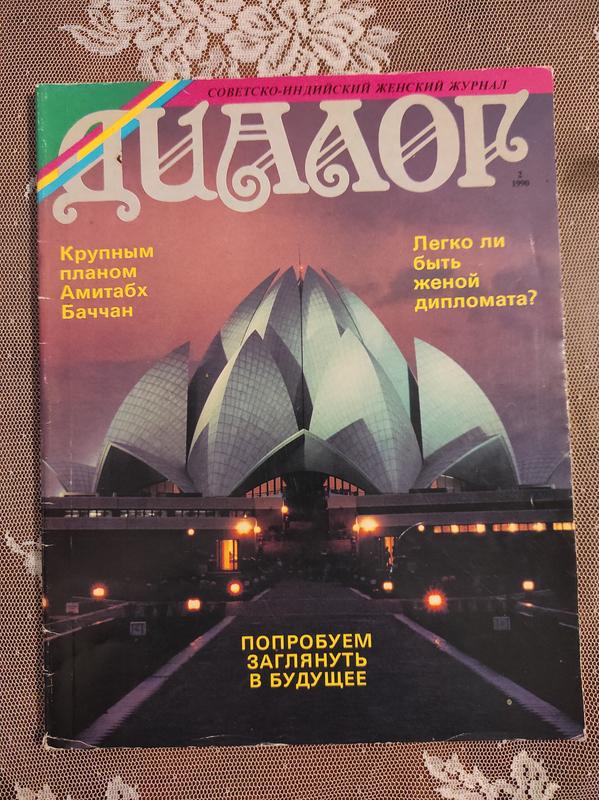 СОВЕТСКО-ИНДИЙСКИЙ ЖЕНСКИЙ ЖУРНАЛ
ДИАЛОГ
2
1990
Крупным
планом
Амитабх
Баччан
Легко ли
быть
женой
дипломата?
ПОПРОБУЕМ
ЗАГЛЯНУТЬ
В БУДУЩЕЕ